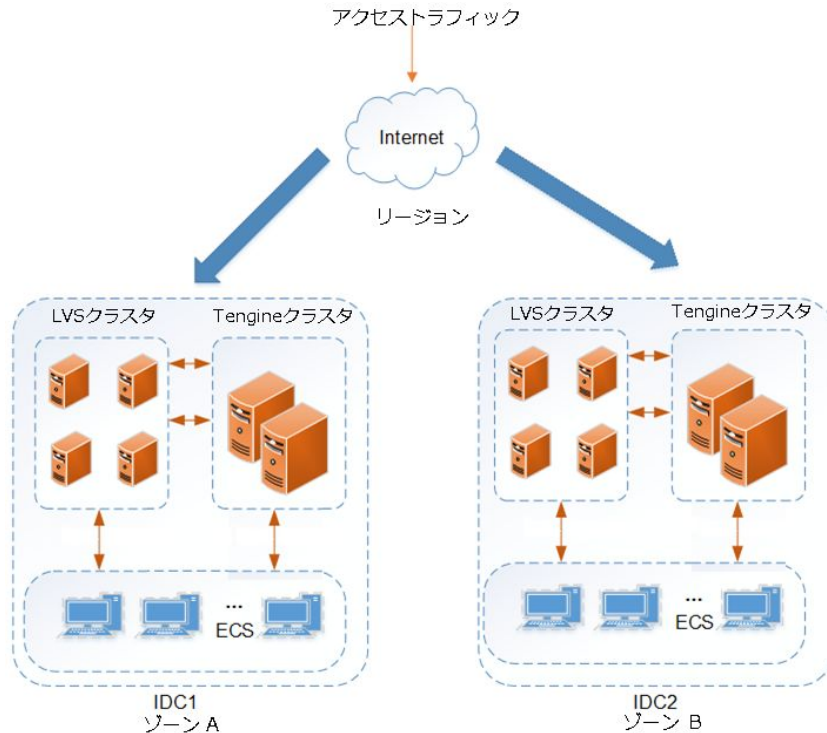 アクセストラフィック
Internet
リージョン
LVSクラスタ
Tengineクラスタ
...
ECS
IDC1
ゾーン A
LVSクラスタ
Tengineクラスタ
...
ECS
IDC2
ゾーン B